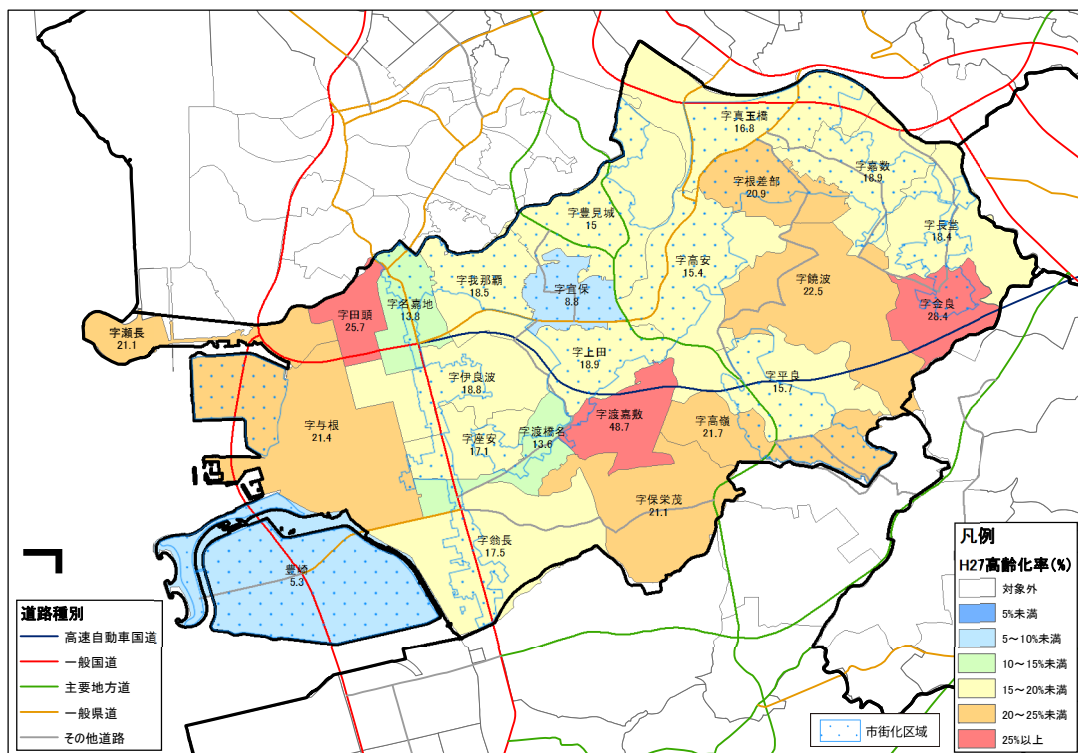 字真玉橋
16.8
字嘉数
18.9
字根差部
20.9
字豊見城
15
字長堂
18.4
字高安
15.4
字饒波
22.5
字我那覇
18.5
字宜保
8.8
字名嘉地
13.8
字田頭
25.7
字金良
28.4
字瀬長
21.1
字上田
18.9
字伊良波
18.8
字平良
15.7
字与根
21.4
字座安
17.1
字渡橋名
13.6
字渡嘉敷
48.7
字高嶺
21.7
字保栄茂
21.1
字翁長
17.5
豊崎
5.3
道路種別
高速自動車国道
一般国道
主要地方道
一般県道
その他道路
市街化区域
凡例
H27高齢化率(%)
対象外
5%未満
5~10%未満
10~15%未満
15~20%未満
20~25%未満
25%以上